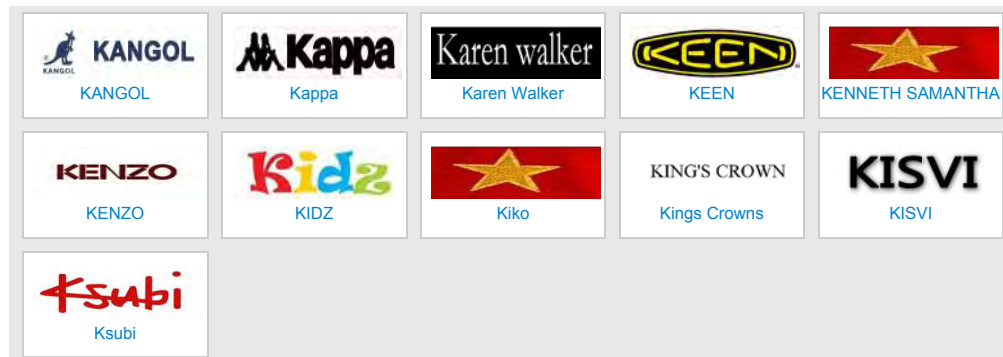 KANGOL KANGOL
KANGOL
Kappa
Kappa
Karen walker
Karen Walker
KEEN
KEEN
KENNETH SAMANTHA
KENZO
KENZO
Kidz
KIDZ
Kiko
KING'S CROWN
Kings Crowns
KISVI
KISVI
Ksubi
Ksubi